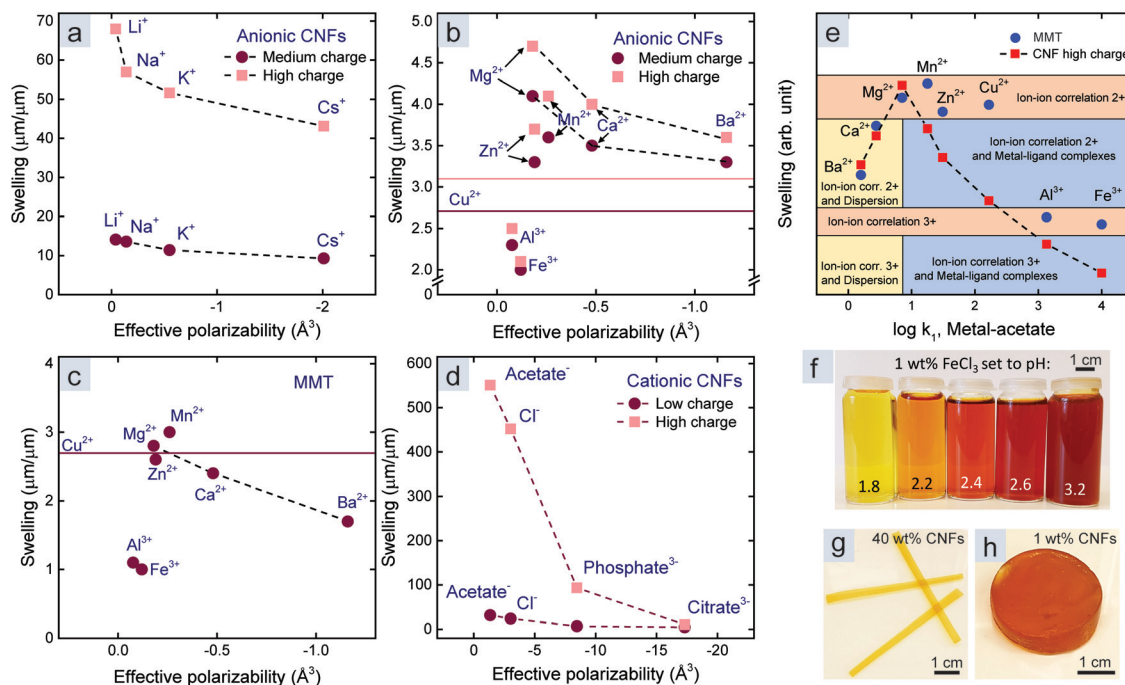 a
Anionic CNFs
Medium charge
High charge
Li⁺
Na⁺
K⁺
Cs⁺
Li⁺
Na⁺
K⁺
Cs⁺
70
60
50
40
30
20
10
0
0
-1
-2
Swelling (μm/μm)
Effective polarizability (Å³)
b
Anionic CNFs
Medium charge
High charge
Mg²⁺
Mn²⁺
Ca²⁺
Ba²⁺
Zn²⁺
Cu²⁺
Al³⁺
Fe³⁺
5.0
4.5
4.0
3.5
3.0
2.5
2.0
0
0.0
-0.5
-1.0
Swelling (μm/μm)
Effective polarizability (Å³)
e
MMT
CNF high charge
Mn²⁺
Mg²⁺
Zn²⁺
Cu²⁺
Ion-ion correlation 2+
Ca²⁺
Ba²⁺
Ion-ion correlation 2+
and Metal-ligand complexes
Ion-ion corr. 2+
and Dispersion
Al³⁺
Fe³⁺
Ion-ion correlation 3+
Ion-ion corr. 3+
and Dispersion
Ion-ion correlation 3+
and Metal-ligand complexes
0
1
2
3
4
Swelling (arb. unit)
log k₁, Metal-acetate
c
MMT
Mn²⁺
Mg²⁺
Cu²⁺
Zn²⁺
Ca²⁺
Ba²⁺
Al³⁺
Fe³⁺
4
3
2
1
0
0.0
-0.5
-1.0
Swelling (μm/μm)
Effective polarizability (Å³)
d
Cationic CNFs
Low charge
High charge
Acetate⁻
Cl⁻
Phosphate³⁻
Acetate⁻
Cl⁻
Citrate³⁻
600
500
400
300
200
100
0
0
-5
-10
-15
-20
Swelling (μm/μm)
Effective polarizability (Å³)
f
1 wt% FeCl₃ set to pH:
1 cm
1.8
2.2
2.4
2.6
3.2
g
40 wt% CNFs
1 cm
h
1 wt% CNFs
1 cm